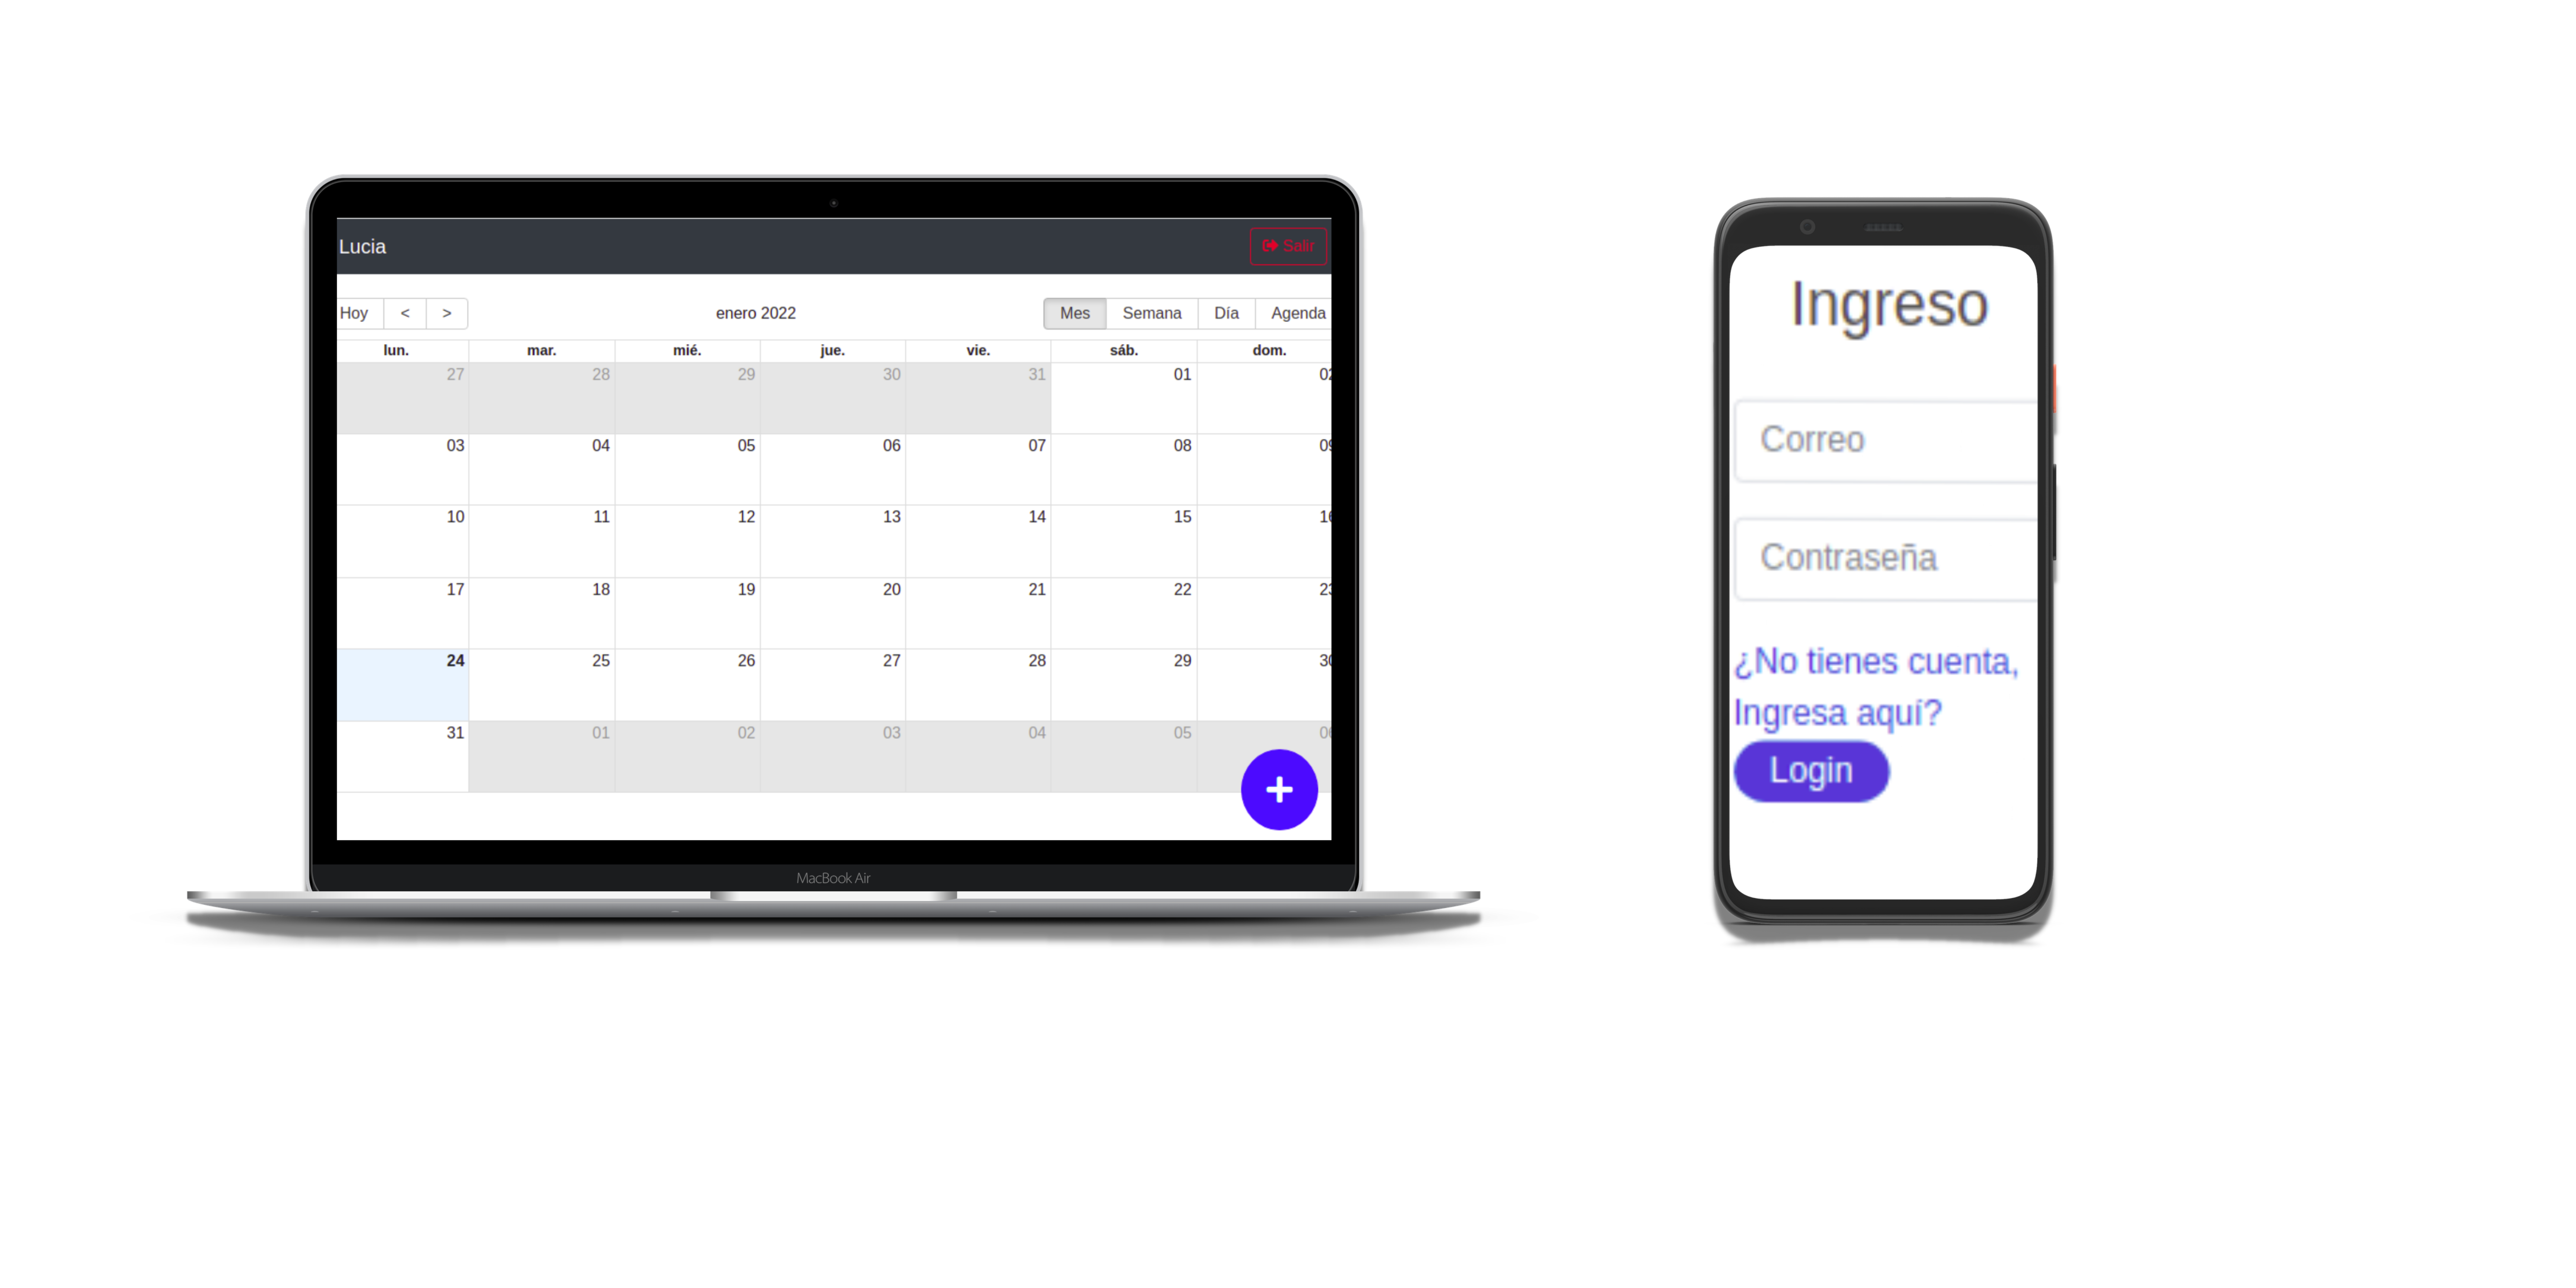 Lucia Salir
Hoy < > enero 2022 Mes Semana Día Agenda
lun. mar. mié. jue. vie. sáb. dom.
27 28 29 30 31 01 02
03 04 05 06 07 08 09
10 11 12 13 14 15 16
17 18 19 20 21 22 23
24 25 26 27 28 29 30
31 01 02 03 04 05 06
+
MacBook Air
Ingreso
Correo
Contraseña
¿No tienes cuenta,
Ingresa aquí?
Login